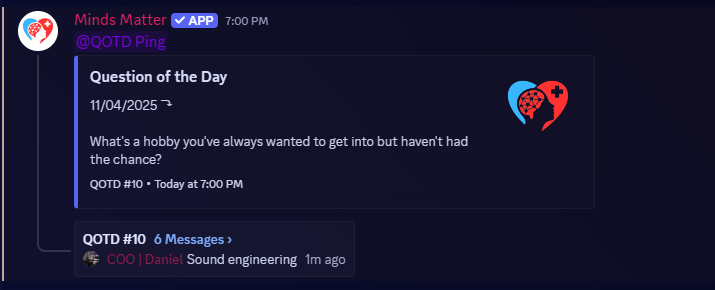 Minds Matter ✓ APP 7:00 PM
@QOTD Ping
Question of the Day
11/04/2025
What's a hobby you've always wanted to get into but haven't had
the chance?
QOTD #10 • Today at 7:00 PM
QOTD #10 6 Messages ›
COO | Daniel Sound engineering 1m ago